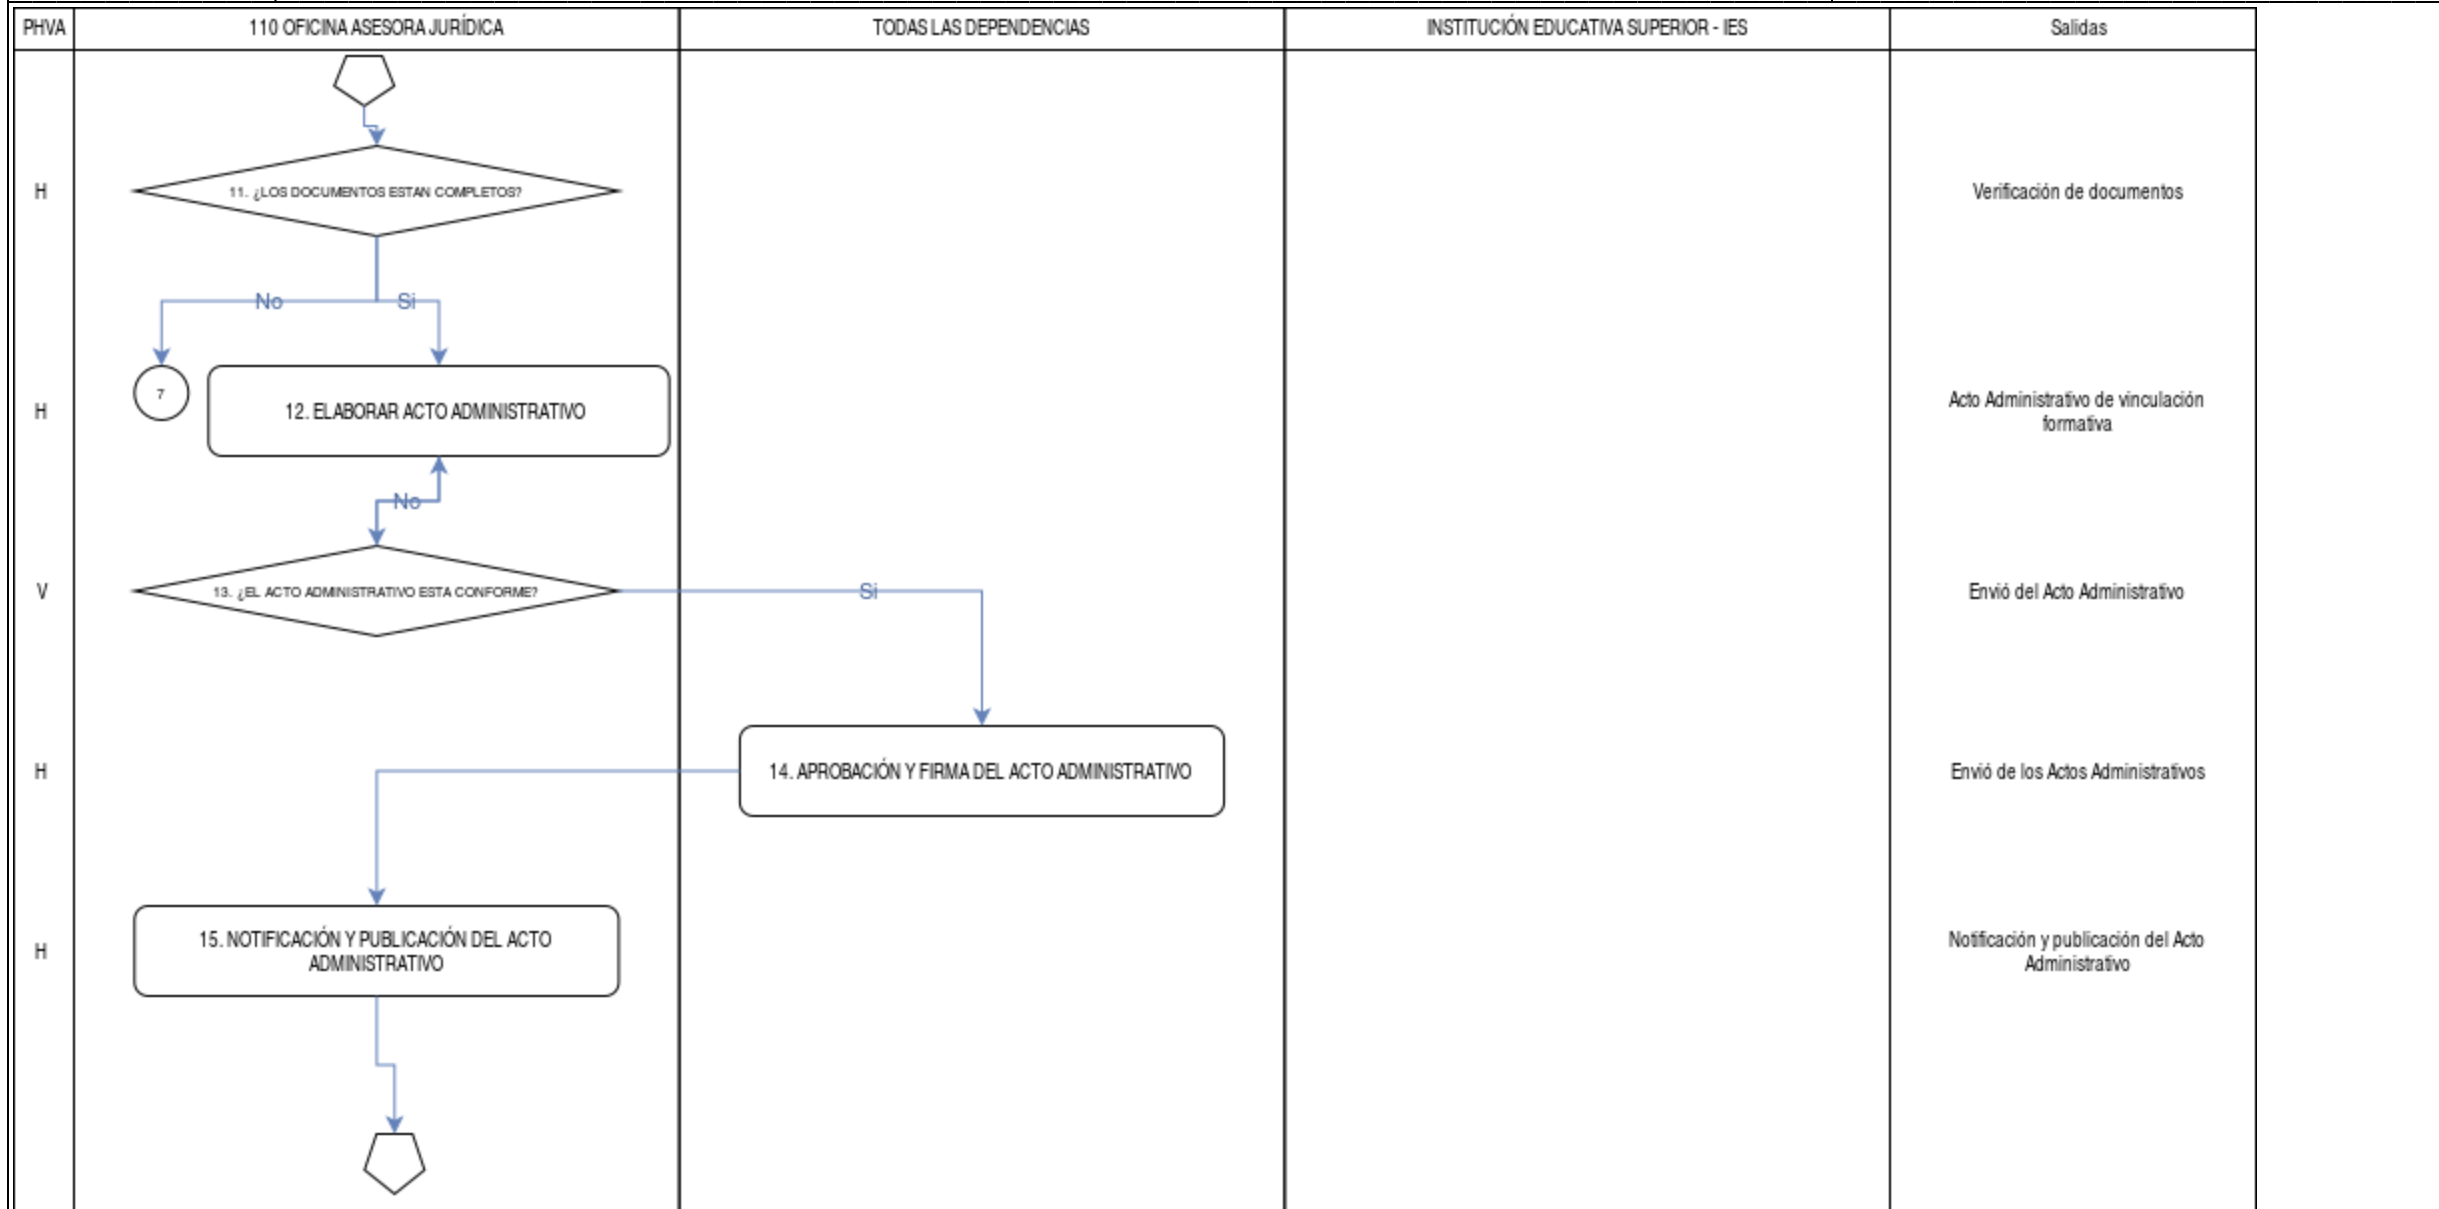 PHVA
110 OFICINA ASESORA JURÍDICA
TODAS LAS DEPENDENCIAS
INSTITUCIÓN EDUCATIVA SUPERIOR - IES
Salidas
H
11. ¿LOS DOCUMENTOS ESTAN COMPLETOS?
Verificación de documentos
No
Si
H
7
12. ELABORAR ACTO ADMINISTRATIVO
Acto Administrativo de vinculación
formativa
No
V
13. ¿EL ACTO ADMINISTRATIVO ESTA CONFORME?
Si
Envió del Acto Administrativo
H
14. APROBACIÓN Y FIRMA DEL ACTO ADMINISTRATIVO
Envió de los Actos Administrativos
H
15. NOTIFICACIÓN Y PUBLICACIÓN DEL ACTO
ADMINISTRATIVO
Notificación y publicación del Acto
Administrativo